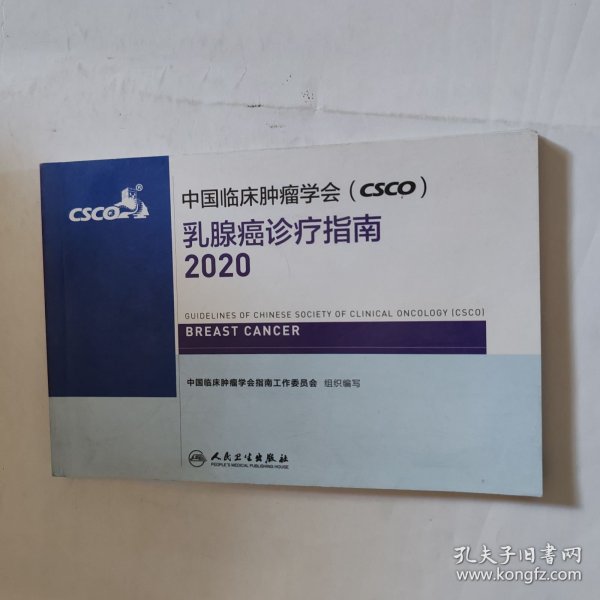 CSCO®
中国临床肿瘤学会（CSCO）
乳腺癌诊疗指南
2020
GUIDELINES OF CHINESE SOCIETY OF CLINICAL ONCOLOGY (CSCO)
BREAST CANCER
中国临床肿瘤学会指南工作委员会 组织编写
人民卫生出版社
PEOPLE'S MEDICAL PUBLISHING HOUSE
孔夫子旧书网
www.kongfz.com